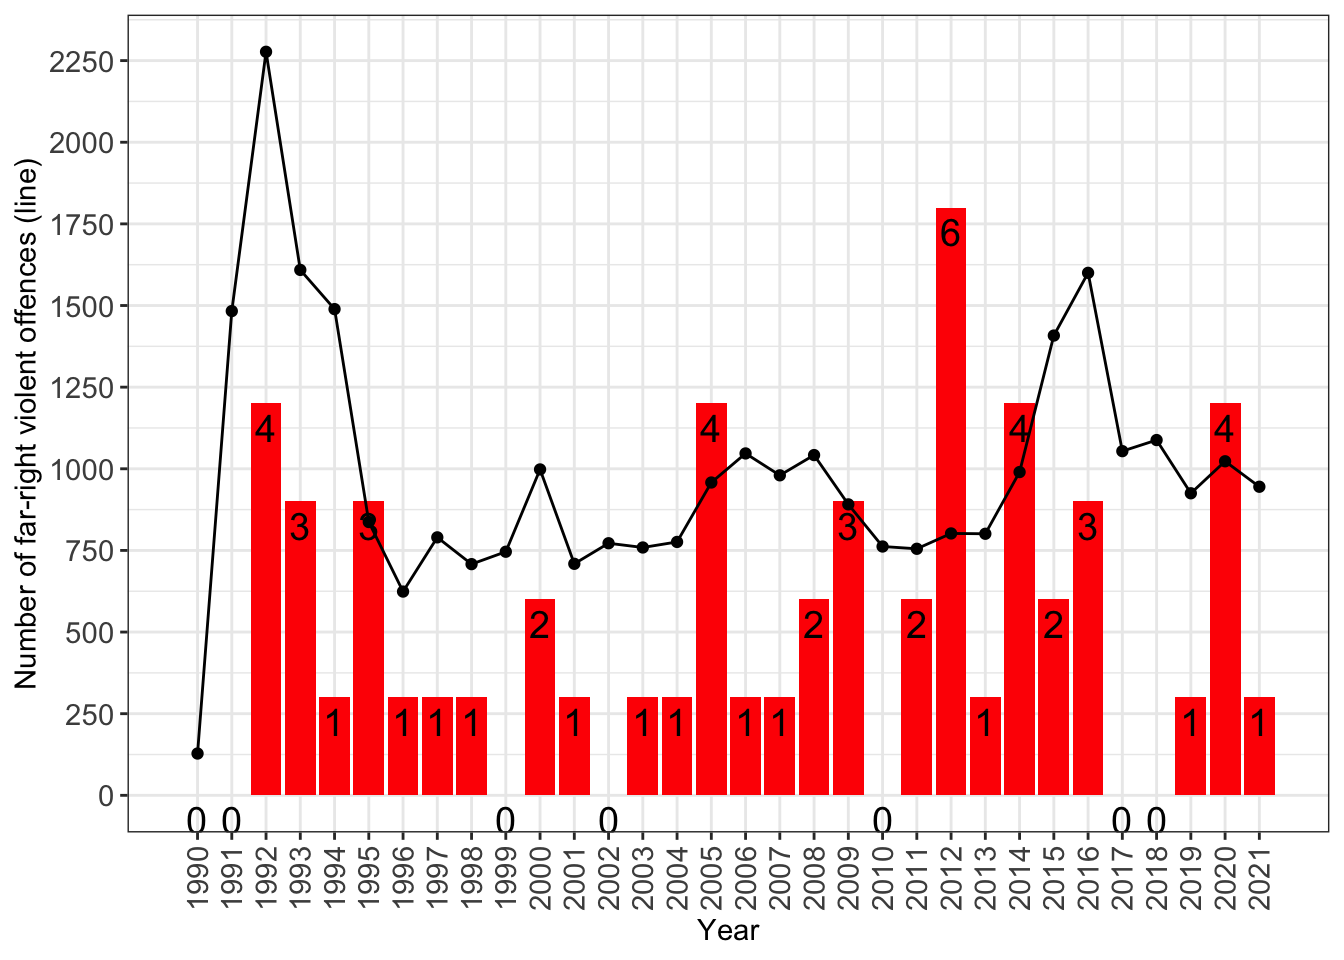 Number of far-right violent offences (line)
2250
2000
1750
1500
1250
1000
750
500
250
0
0 0 4 3 1 3 1 1 1 0 2 1 0 1 1 4 1 1 2 3 0 2 6 1 4 2 3 0 0 1 4 1
1990 1991 1992 1993 1994 1995 1996 1997 1998 1999 2000 2001 2002 2003 2004 2005 2006 2007 2008 2009 2010 2011 2012 2013 2014 2015 2016 2017 2018 2019 2020 2021
Year